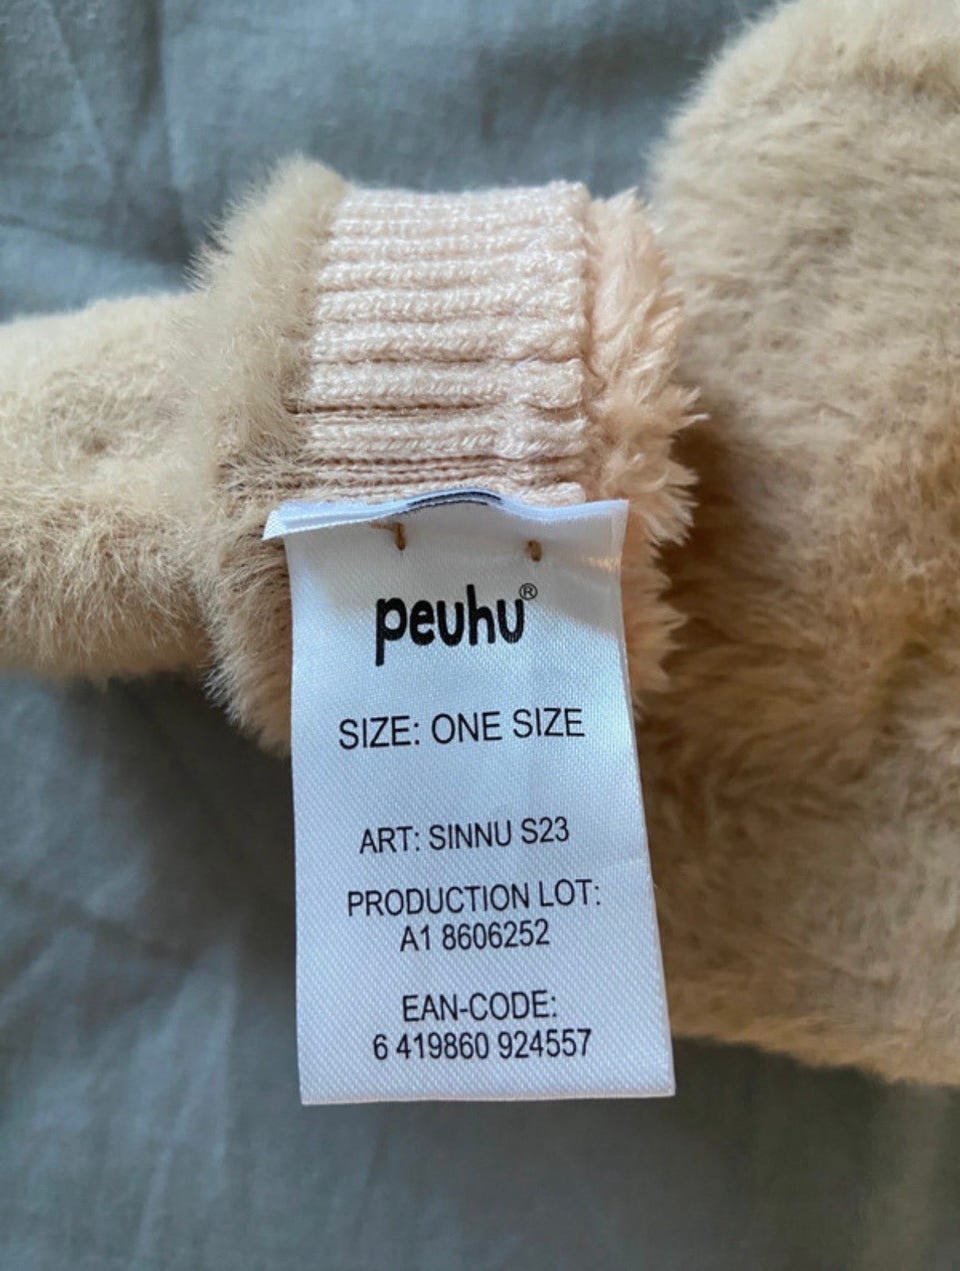 peuhu®
SIZE: ONE SIZE
ART: SINNU S23
PRODUCTION LOT:
A1 8606252
EAN-CODE:
6 419860 924557